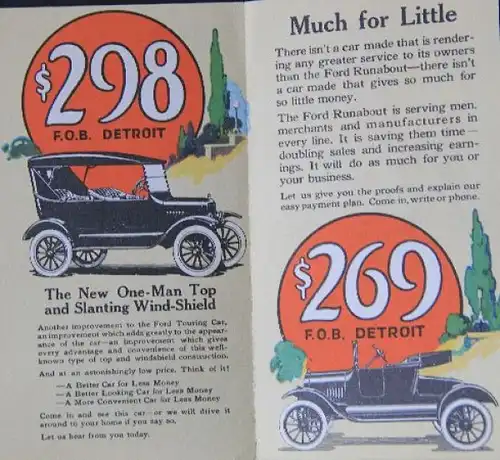 $298
F.O.B. DETROIT
The New One-Man Top
and Slanting Wind-Shield
Another improvement to the Ford Touring Car,
an improvement which adds greatly to the appear-
ance of the car—an improvement which gives
every advantage and convenience of this well-
known type of top and windshield construction.
And at an astonishingly low price. Think of it!
—A Better Car for Less Money
—A Better Looking Car for Less Money
—A More Convenient Car for Less Money
Come in and see this car—or we will drive it
around to your home if you say so.
Let us hear from you today.
Much for Little
There isn't a car made that is render-
ing any greater service to its owners
than the Ford Runabout—there isn't
a car made that gives so much for
so little money.
The Ford Runabout is serving men,
merchants and manufacturers in
every line. It is saving them time—
doubling sales and increasing earn-
ings. It will do as much for you or
your business.
Let us give you the proofs and explain our
easy payment plan. Come in, write or phone.
$269
F.O.B. DETROIT